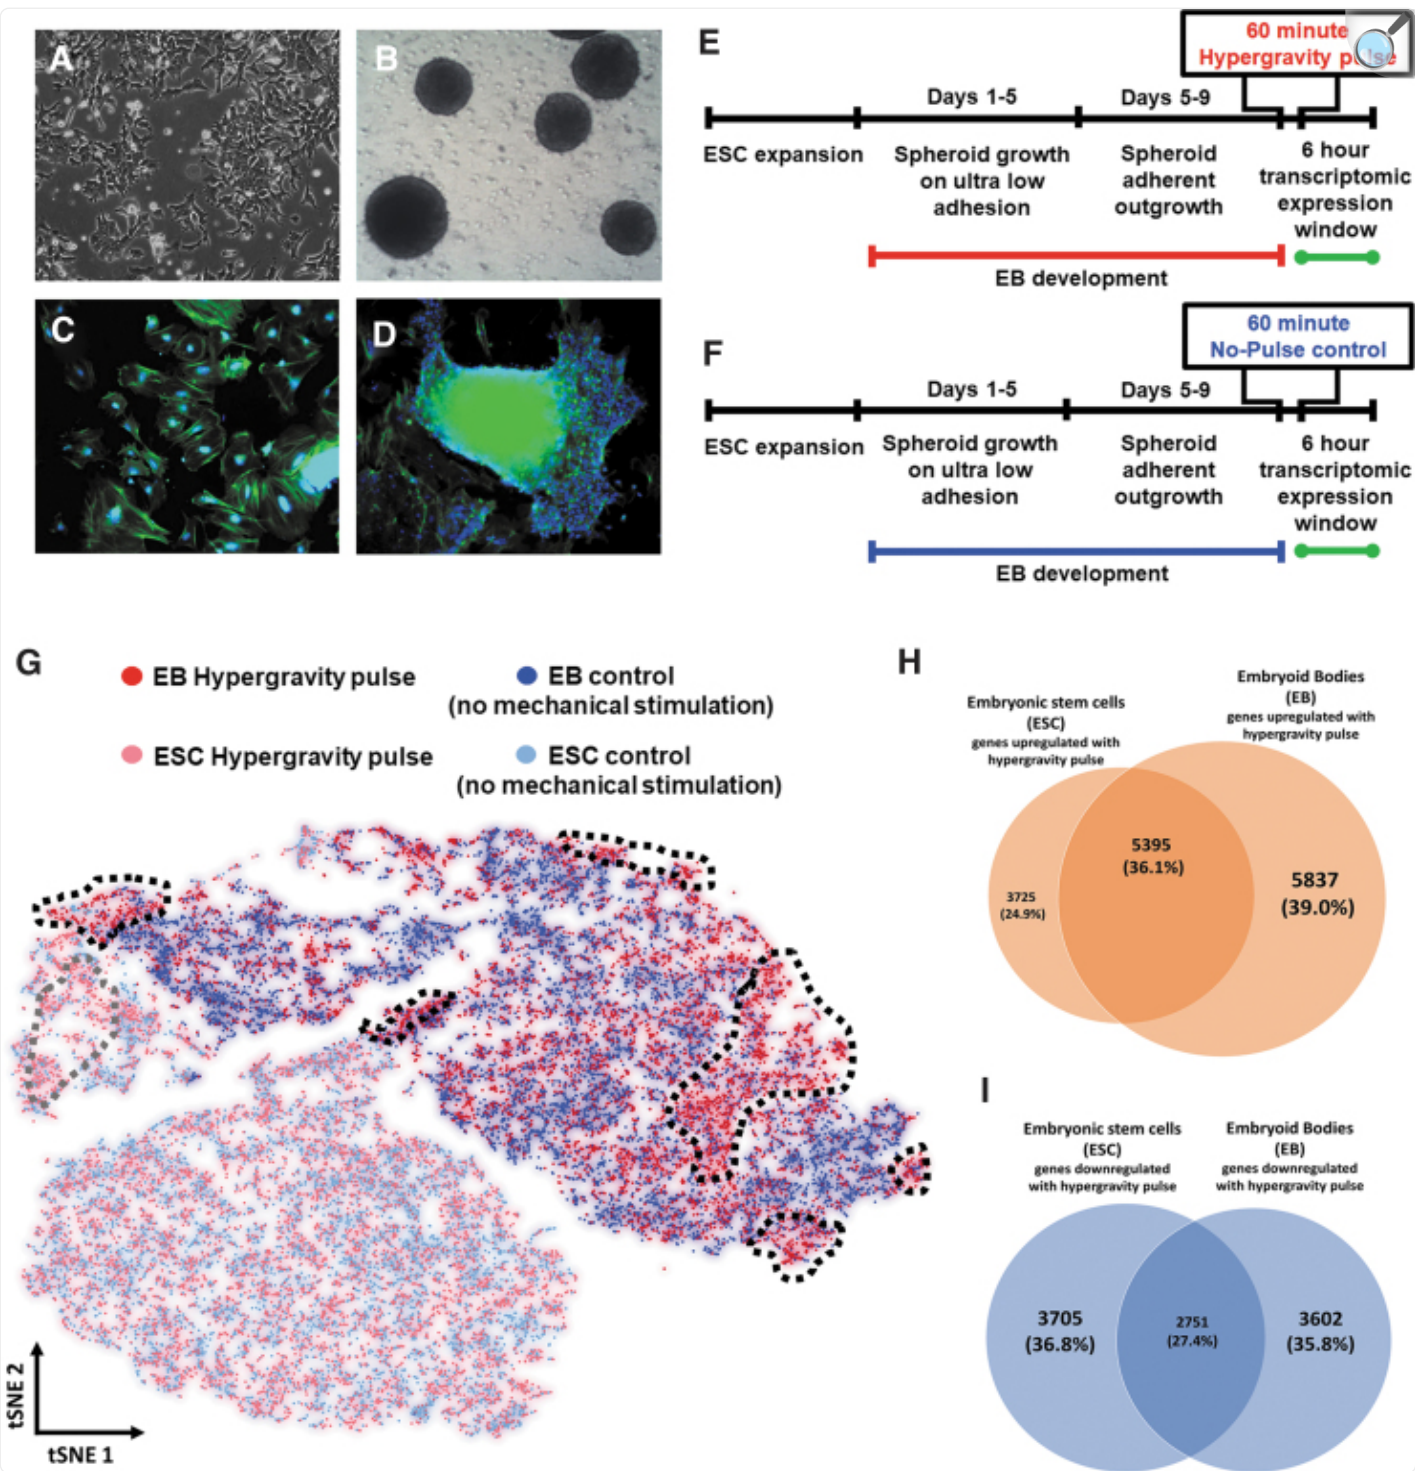 A
B
C
D
E
60 minute
Hypergravity pulse
Days 1-5
Days 5-9
ESC expansion
Spheroid growth
on ultra low
adhesion
Spheroid
adherent
outgrowth
6 hour
transcriptomic
expression
window
EB development
F
60 minute
No-Pulse control
Days 1-5
Days 5-9
ESC expansion
Spheroid growth
on ultra low
adhesion
Spheroid
adherent
outgrowth
6 hour
transcriptomic
expression
window
EB development
G
EB Hypergravity pulse
EB control
(no mechanical stimulation)
ESC Hypergravity pulse
ESC control
(no mechanical stimulation)
tSNE 2
tSNE 1
H
Embryonic stem cells
(ESC)
genes upregulated with
hypergravity pulse
Embryoid Bodies
(EB)
genes upregulated with
hypergravity pulse
3725
(24.9%)
5395
(36.1%)
5837
(39.0%)
I
Embryonic stem cells
(ESC)
genes downregulated
with hypergravity pulse
Embryoid Bodies
(EB)
genes downregulated
with hypergravity pulse
3705
(36.8%)
2751
(27.4%)
3602
(35.8%)